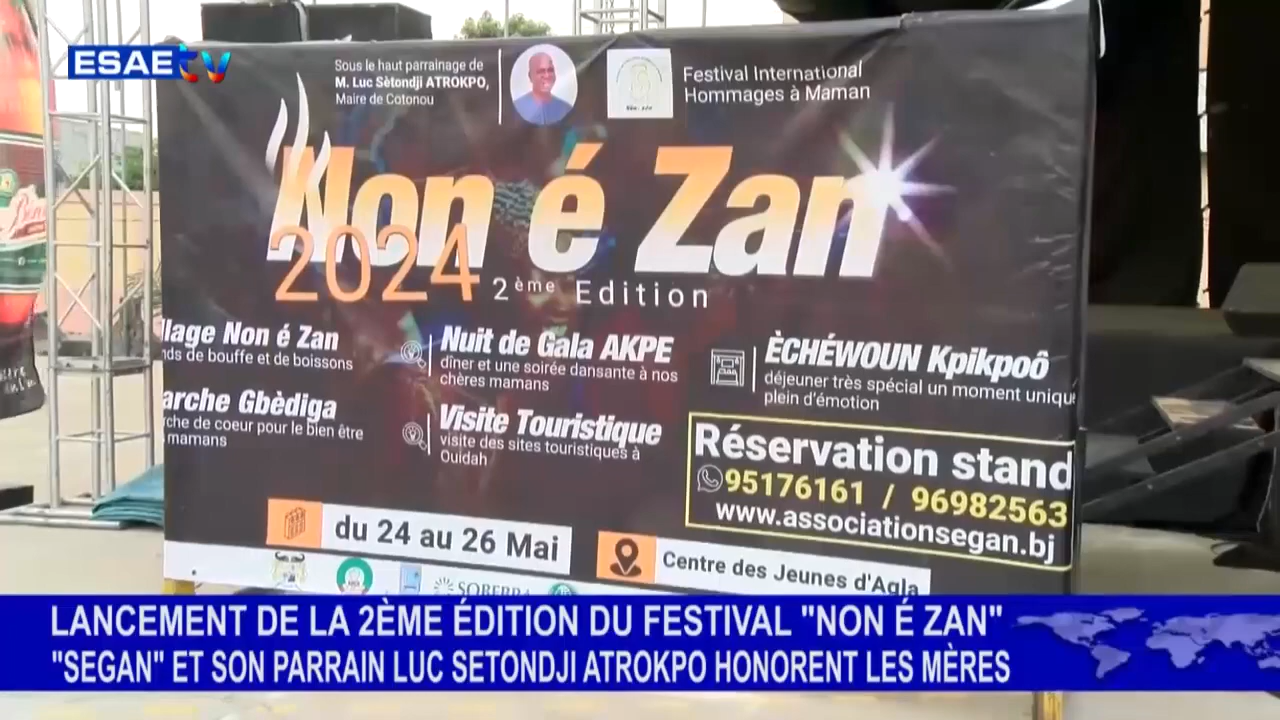 ESAE tv
Sous le haut parrainage de
M. Luc Sètondji ATROKPO,
Maire de Cotonou
Festival International
Hommages à Maman
Non é Zan
2024
2ème Edition
llage Non é Zan
nds de bouffe et de boissons
arche Gbèdiga
rche de coeur pour le bien être
mamans
Nuit de Gala AKPE
dîner et une soirée dansante à nos
chères mamans
Visite Touristique
visite des sites touristiques à
Ouidah
ÈCHÉWOUN Kpikpoô
déjeuner très spécial un moment uniqu
plein d'émotion
Réservation stand
95176161 / 96982563
www.associationsegan.bj
du 24 au 26 Mai
Centre des Jeunes d'Agla
LANCEMENT DE LA 2ÈME ÉDITION DU FESTIVAL "NON É ZAN"
"SEGAN" ET SON PARRAIN LUC SETONDJI ATROKPO HONORENT LES MÈRES